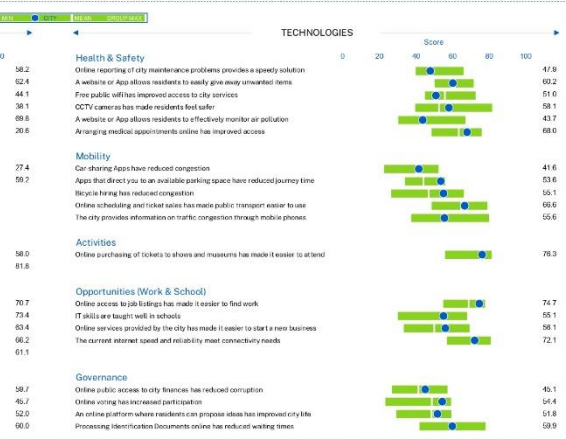 MIN CITY MEAN GROUP MAX
TECHNOLOGIES
Score
0
0 20 40 60 80 100
Health & Safety
58.2 Online reporting of city maintenance problems provides a speedy solution 47.9
62.4 A website or App allows residents to easily give away unwanted items 60.2
44.1 Free public wifi has improved access to city services 51.0
38.1 CCTV cameras has made residents feel safer 58.1
69.8 A website or App allows residents to effectively monitor air pollution 43.7
20.6 Arranging medical appointments online has improved access 68.0
Mobility
27.4 Car-sharing Apps have reduced congestion 41.6
59.2 Apps that direct you to an available parking space have reduced journey time 53.6
Bicycle hiring has reduced congestion 55.1
Online scheduling and ticket sales has made public transport easier to use 66.6
The city provides information on traffic congestion through mobile phones 55.6
Activities
58.0 Online purchasing of tickets to shows and museums has made it easier to attend 76.3
81.8
Opportunities (Work & School)
70.7 Online access to job listings has made it easier to find work 74.7
73.4 IT skills are taught well in schools 55.1
63.4 Online services provided by the city has made it easier to start a new business 56.1
66.2 The current internet speed and reliability meet connectivity needs 72.1
61.1
Governance
59.7 Online public access to city finances has reduced corruption 45.1
45.7 Online voting has increased participation 54.4
52.0 An online platform where residents can propose ideas has improved city life 51.8
60.0 Processing Identification Documents online has reduced waiting times 59.9